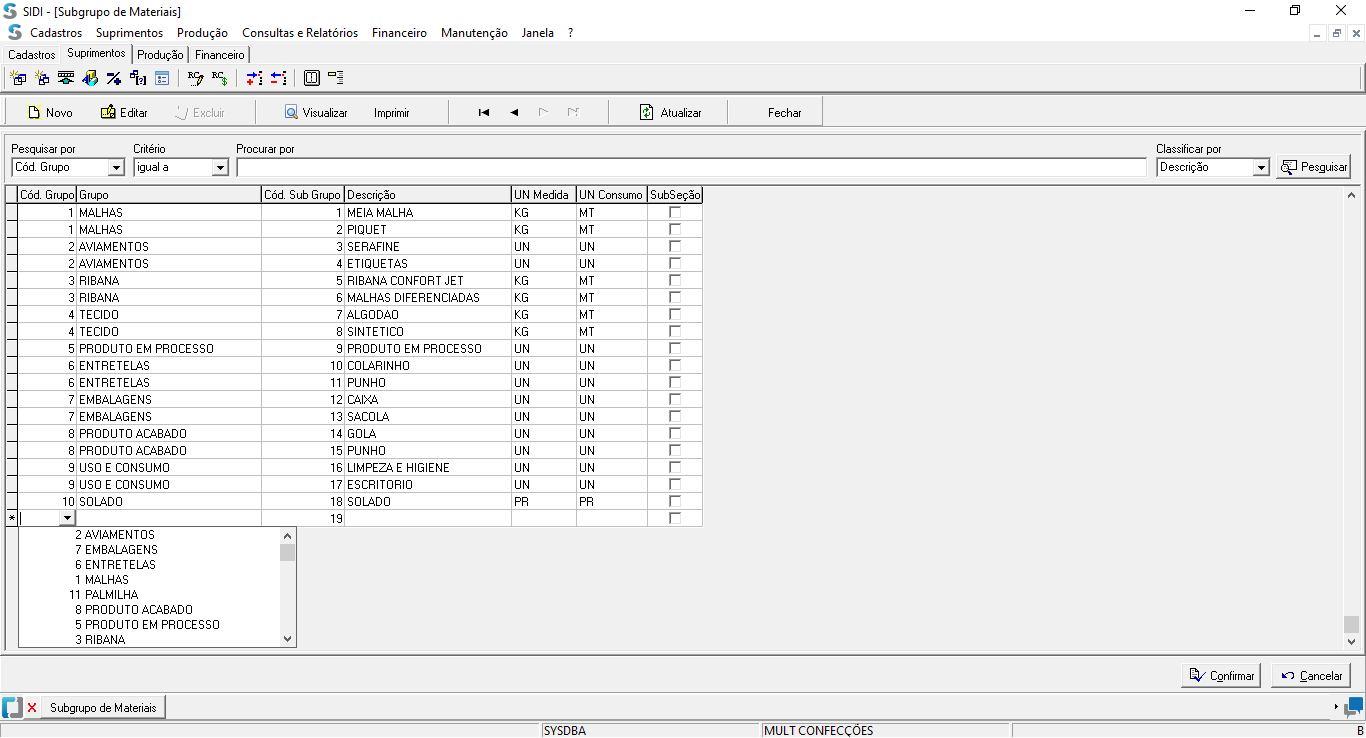 SIDI - [Subgrupo de Materiais]
Cadastros Suprimentos Produção Consultas e Relatórios Financeiro Manutenção Janela ?
Cadastros Suprimentos Produção Financeiro
Novo Editar Excluir Visualizar Imprimir Atualizar Fechar
Pesquisar por Critério Procurar por Classificar por
Cód. Grupo igual a Descrição Pesquisar
Cód. Grupo Grupo Cód. Sub Grupo Descrição UN Medida UN Consumo SubSeção
1 MALHAS 1 MEIA MALHA KG MT
1 MALHAS 2 PIQUET KG MT
2 AVIAMENTOS 3 SERAFINE UN UN
2 AVIAMENTOS 4 ETIQUETAS UN UN
3 RIBANA 5 RIBANA CONFORT JET KG MT
3 RIBANA 6 MALHAS DIFERENCIADAS KG MT
4 TECIDO 7 ALGODAO KG MT
4 TECIDO 8 SINTETICO KG MT
5 PRODUTO EM PROCESSO 9 PRODUTO EM PROCESSO UN UN
6 ENTRETELAS 10 COLARINHO UN UN
6 ENTRETELAS 11 PUNHO UN UN
7 EMBALAGENS 12 CAIXA UN UN
7 EMBALAGENS 13 SACOLA UN UN
8 PRODUTO ACABADO 14 GOLA UN UN
8 PRODUTO ACABADO 15 PUNHO UN UN
9 USO E CONSUMO 16 LIMPEZA E HIGIENE UN UN
9 USO E CONSUMO 17 ESCRITORIO UN UN
10 SOLADO 18 SOLADO PR PR
* 19
2 AVIAMENTOS
7 EMBALAGENS
6 ENTRETELAS
1 MALHAS
11 PALMILHA
8 PRODUTO ACABADO
5 PRODUTO EM PROCESSO
3 RIBANA
Confirmar Cancelar
Subgrupo de Materiais
SYSDBA MULT CONFECÇÕES B